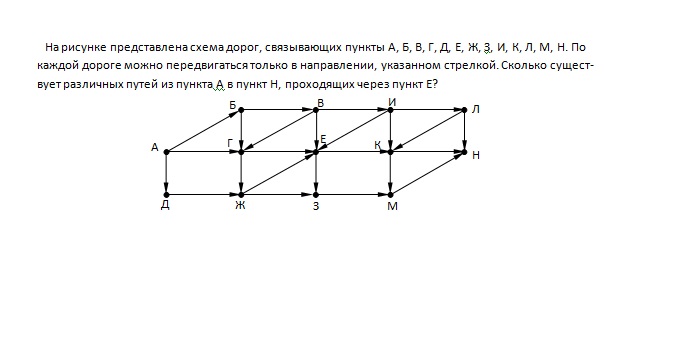 На рисунке представлена схема дорог, связывающих пункты А, Б, В, Г, Д, Е, Ж, З, И, К, Л, М, Н. По
каждой дороге можно передвигаться только в направлении, указанном стрелкой. Сколько сущест-
вует различных путей из пункта А в пункт Н, проходящих через пункт Е?
Б В И Л
А Г Е К Н
Д Ж З М